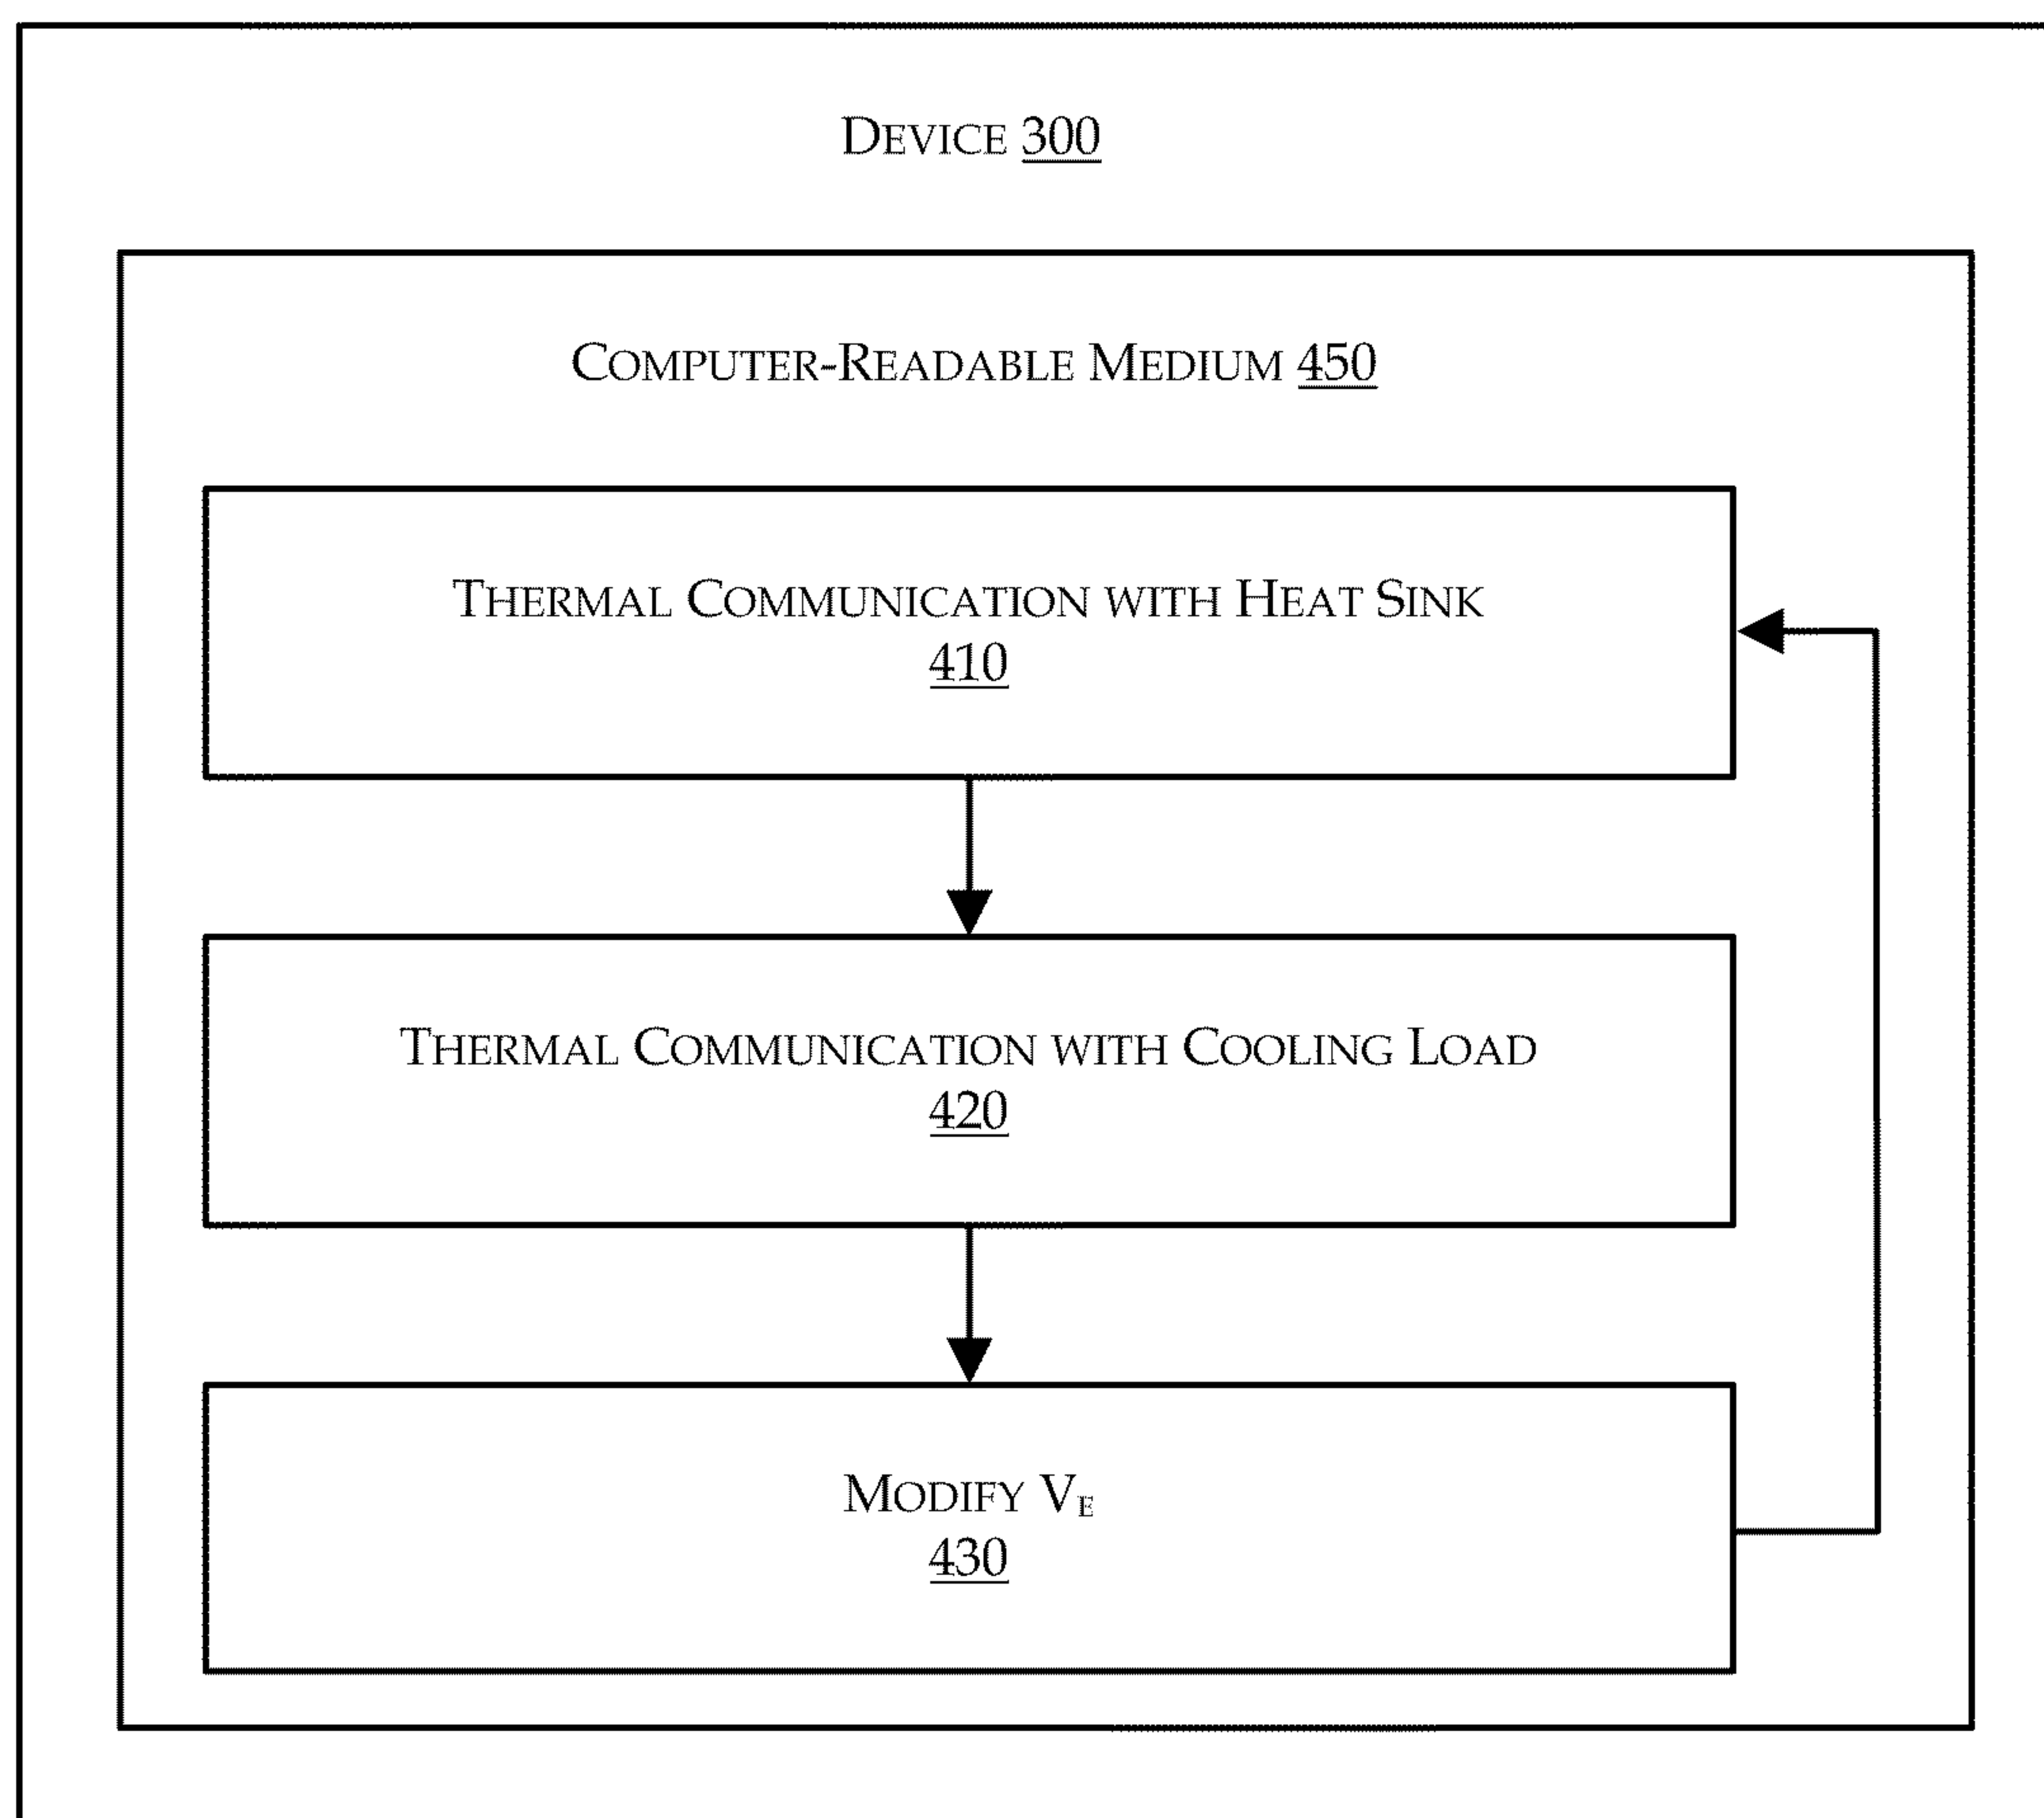 Device 300
Computer-Readable Medium 450
Thermal Communication with Heat Sink
410
Thermal Communication with Cooling Load
420
Modify VE
430